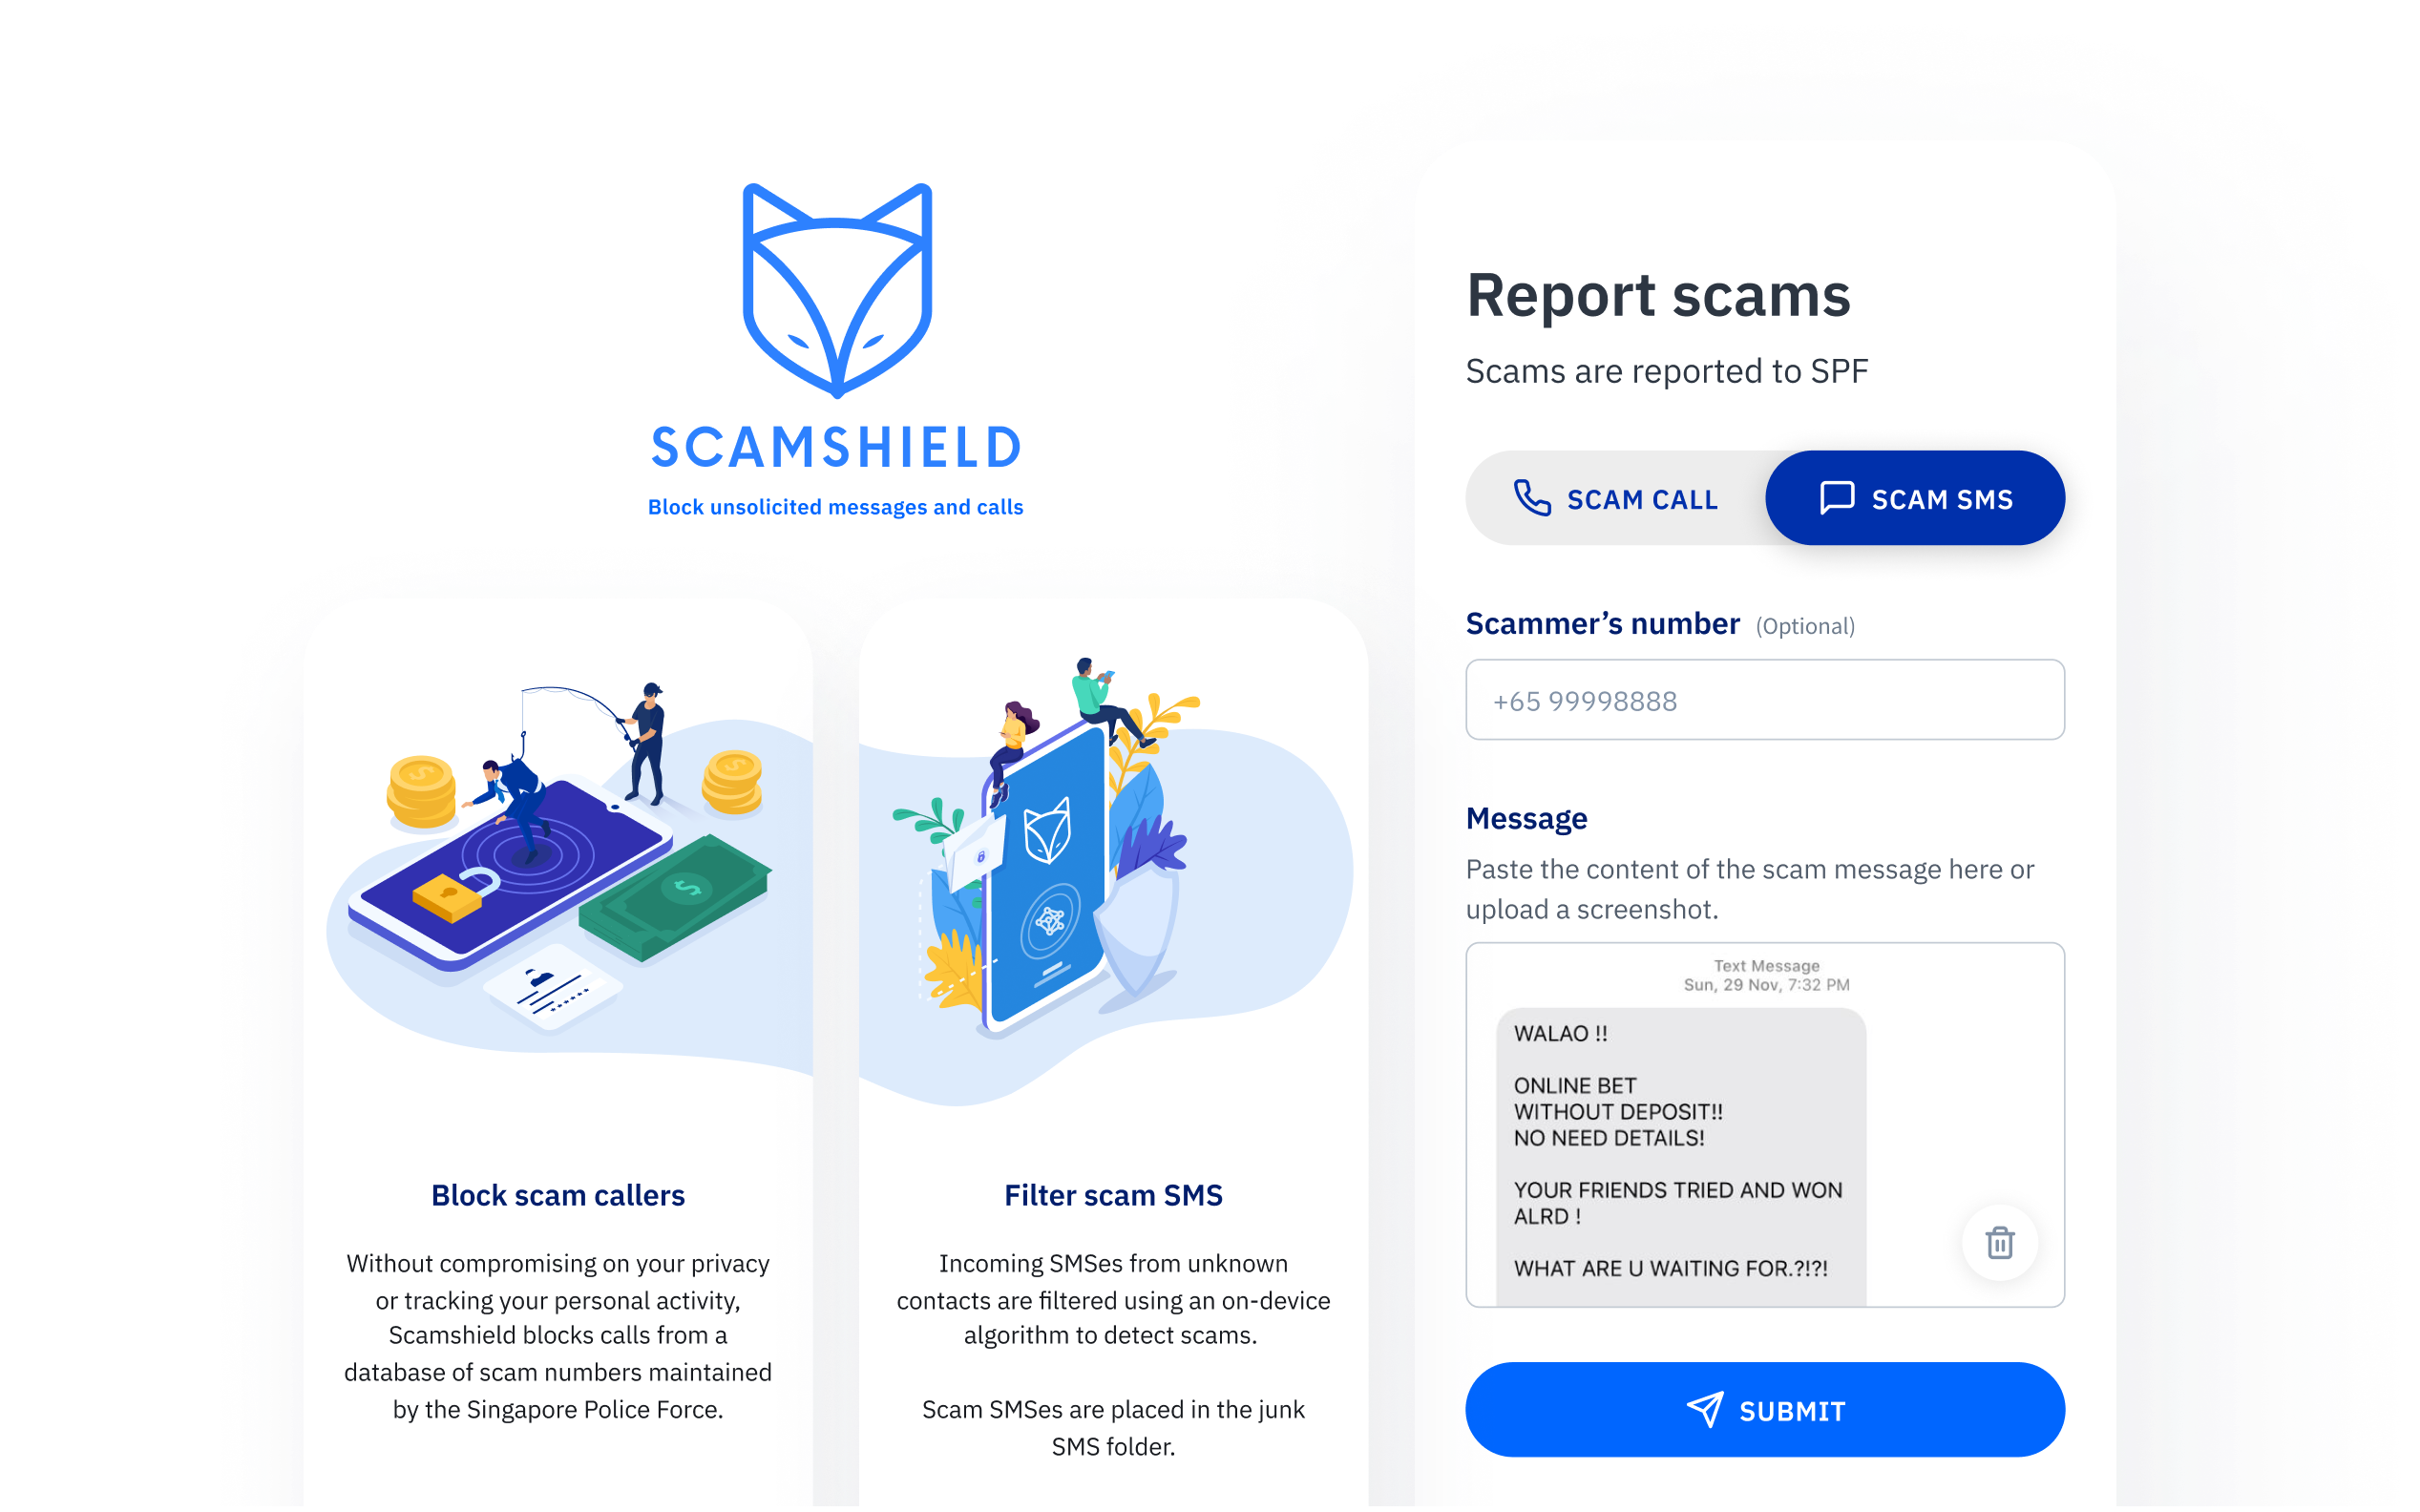 SCAMSHIELD
Block unsolicited messages and calls
Block scam callers
Without compromising on your privacy
or tracking your personal activity,
Scamshield blocks calls from a
database of scam numbers maintained
by the Singapore Police Force.
Filter scam SMS
Incoming SMSes from unknown
contacts are filtered using an on-device
algorithm to detect scams.
Scam SMSes are placed in the junk
SMS folder.
Report scams
Scams are reported to SPF
SCAM CALL
SCAM SMS
Scammer’s number (Optional)
+65 99998888
Message
Paste the content of the scam message here or
upload a screenshot.
Text Message
Sun, 29 Nov, 7:32 PM
WALAO !!
ONLINE BET
WITHOUT DEPOSIT!!
NO NEED DETAILS!
YOUR FRIENDS TRIED AND WON
ALRD !
WHAT ARE U WAITING FOR.?!?!
SUBMIT